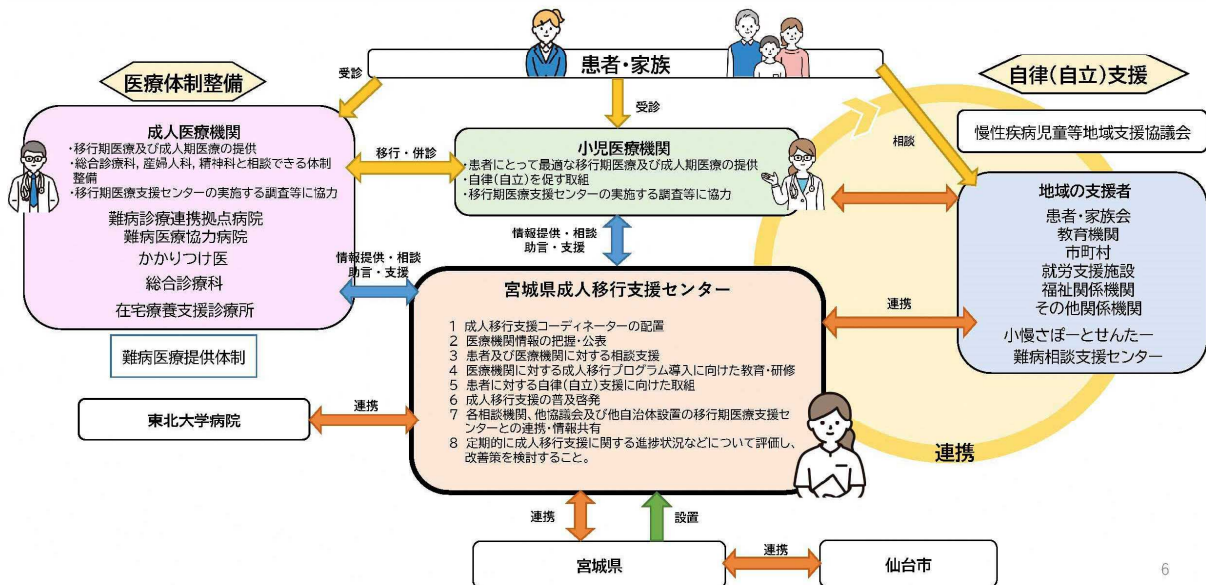 患者・家族
医療体制整備
受診
受診
相談
自律(自立)支援
成人医療機関
・移行期医療及び成人期医療の提供
・総合診療科, 産婦人科, 精神科と相談できる体制
整備
・移行期医療支援センターの実施する調査等に協力
難病診療連携拠点病院
難病医療協力病院
かかりつけ医
総合診療科
在宅療養支援診療所
難病医療提供体制
移行・併診
小児医療機関
・患者にとって最適な移行期医療及び成人期医療の提供
・自律(自立)を促す取組
・移行期医療支援センターの実施する調査等に協力
慢性疾病児童等地域支援協議会
地域の支援者
患者・家族会
教育機関
市町村
就労支援施設
福祉関係機関
その他関係機関
小慢さぽーとせんたー
難病相談支援センター
情報提供・相談
助言・支援
情報提供・相談
助言・支援
連携
宮城県成人移行支援センター
1 成人移行支援コーディネーターの配置
2 医療機関情報の把握・公表
3 患者及び医療機関に対する相談支援
4 医療機関に対する成人移行プログラム導入に向けた教育・研修
5 患者に対する自律(自立)支援に向けた取組
6 成人移行支援の普及啓発
7 各相談機関、他協議会及び他自治体設置の移行期医療支援セ
ンターとの連携・情報共有
8 定期的に成人移行支援に関する進捗状況などについて評価し、
改善策を検討すること。
東北大学病院
連携
連携
連携
設置
宮城県
連携
仙台市
6